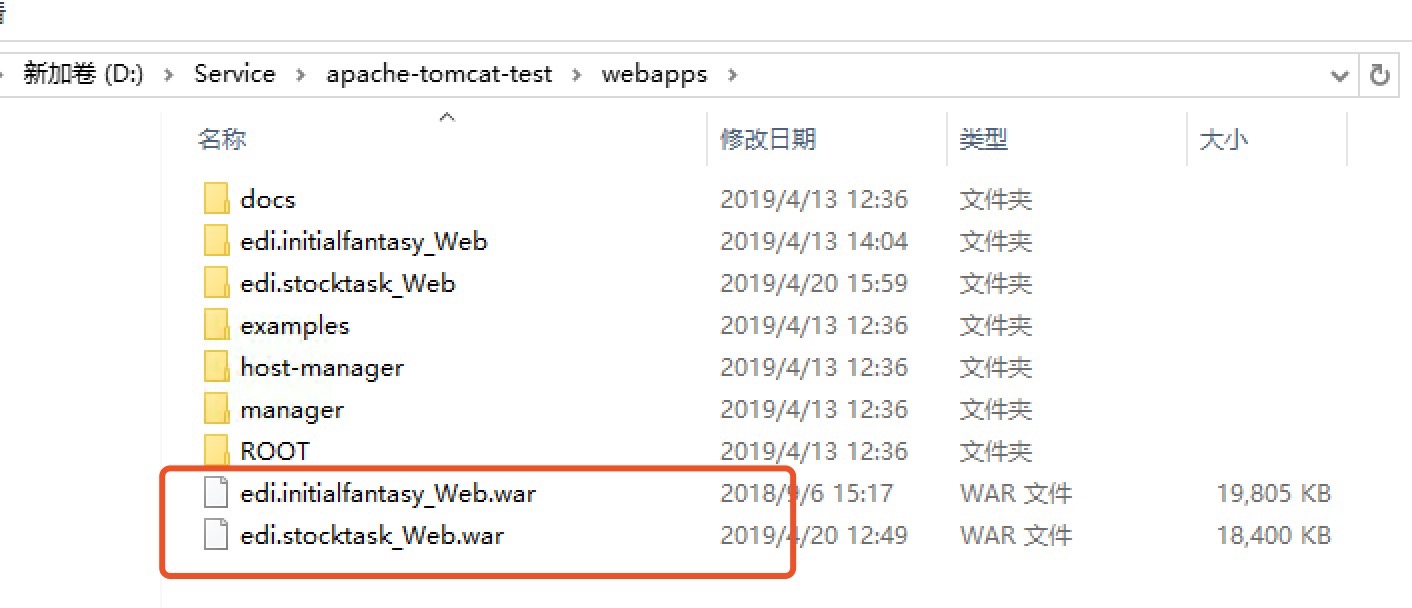 新加卷 (D:) > Service > apache-tomcat-test > webapps >
名称 修改日期 类型 大小
docs 2019/4/13 12:36 文件夹
edi.initialfantasy_Web 2019/4/13 14:04 文件夹
edi.stocktask_Web 2019/4/20 15:59 文件夹
examples 2019/4/13 12:36 文件夹
host-manager 2019/4/13 12:36 文件夹
manager 2019/4/13 12:36 文件夹
ROOT 2019/4/13 12:36 文件夹
edi.initialfantasy_Web.war 2018/9/6 15:17 WAR 文件 19,805 KB
edi.stocktask_Web.war 2019/4/20 12:49 WAR 文件 18,400 KB